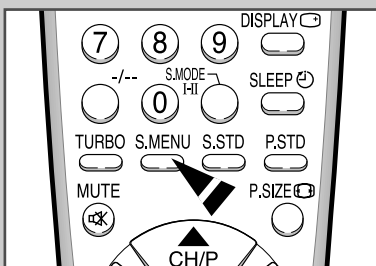 DISPLAY
7 8 9
-/-- S.MODE SLEEP
I-II
0
TURBO S.MENU S.STD P.STD
MUTE P.SIZE
CH/P